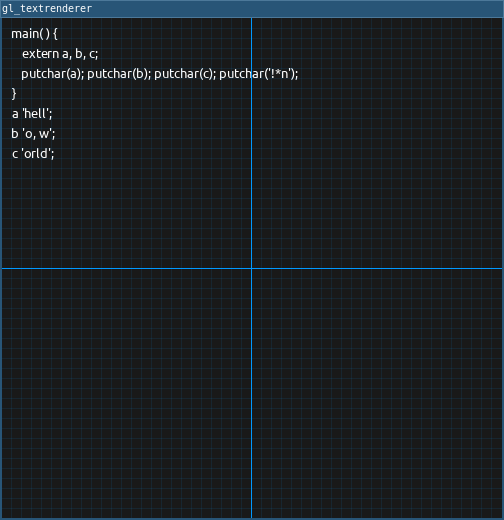 gl_textrenderer
main( ) {
extern a, b, c;
putchar(a); putchar(b); putchar(c); putchar('!*n');
}
a 'hell';
b 'o, w';
c 'orld';